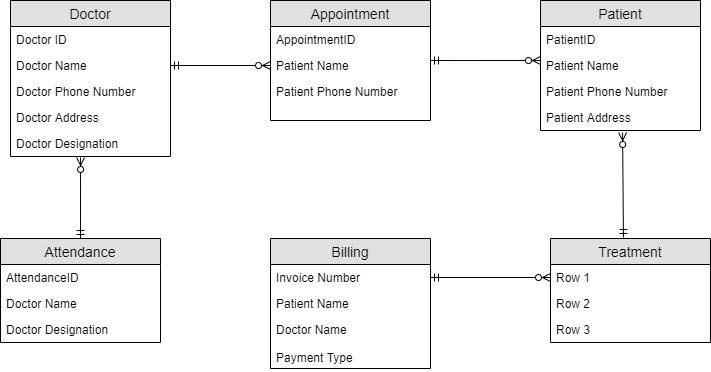 Doctor
Doctor ID
Doctor Name
Doctor Phone Number
Doctor Address
Doctor Designation
Appointment
AppointmentID
Patient Name
Patient Phone Number
Patient
PatientID
Patient Name
Patient Phone Number
Patient Address
Attendance
AttendanceID
Doctor Name
Doctor Designation
Billing
Invoice Number
Patient Name
Doctor Name
Payment Type
Treatment
Row 1
Row 2
Row 3